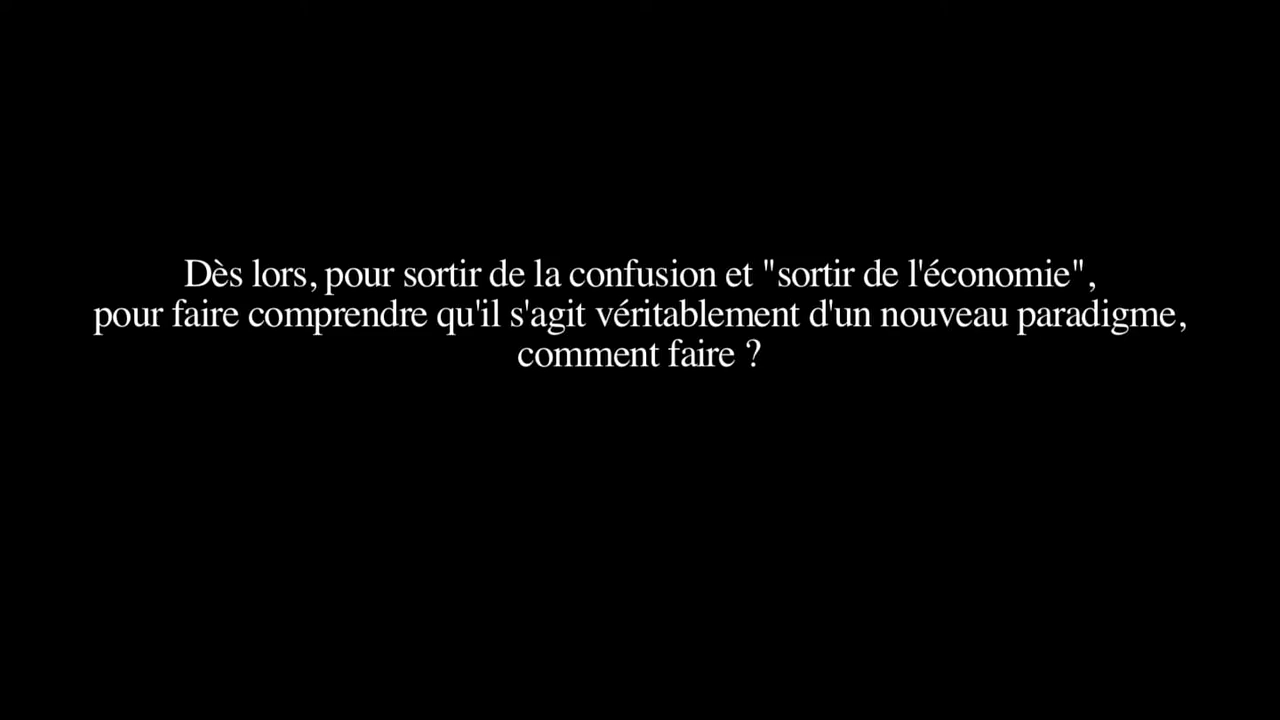 Dès lors, pour sortir de la confusion et "sortir de l'économie",
pour faire comprendre qu'il s'agit véritablement d'un nouveau paradigme,
comment faire ?